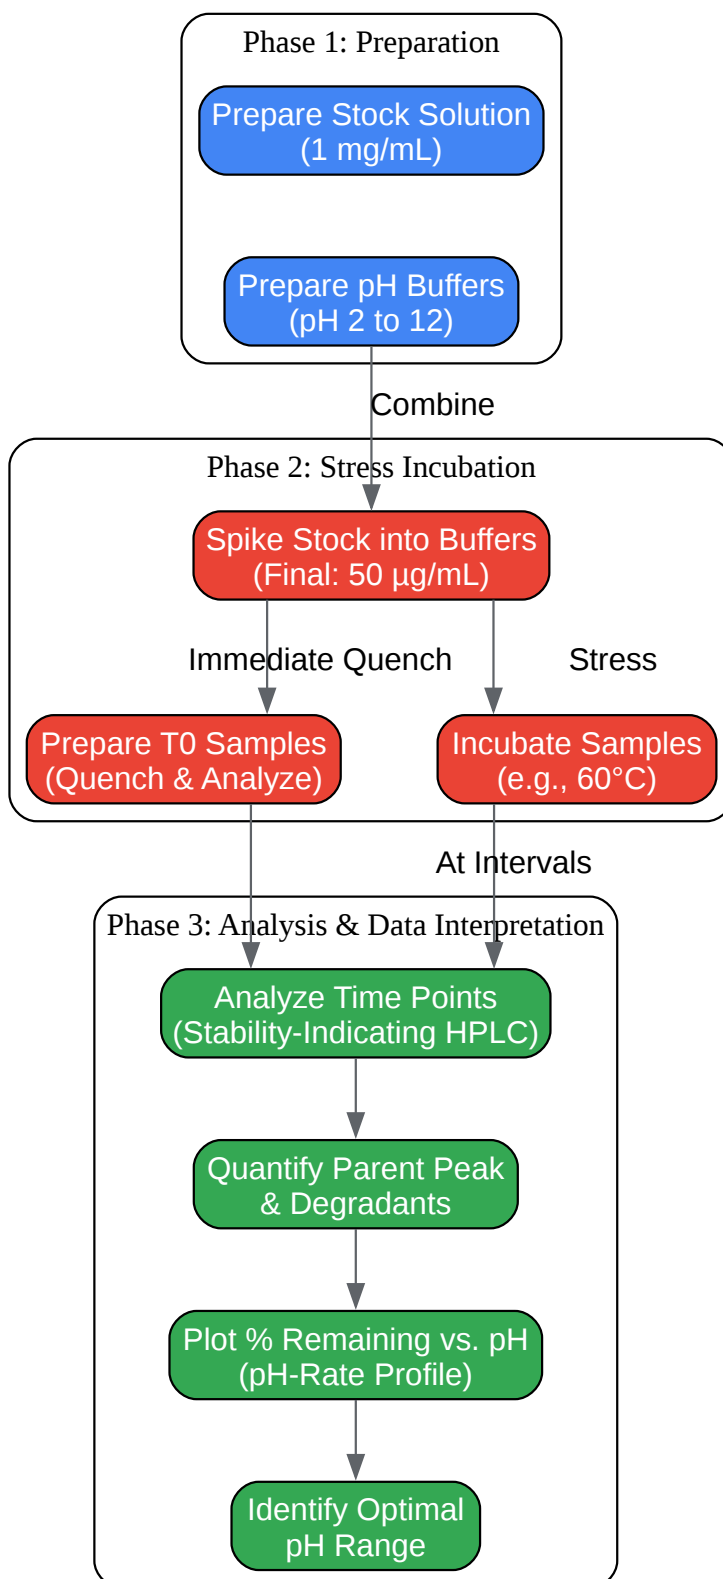 Phase 1: Preparation
Prepare Stock Solution
(1 mg/mL)
Prepare pH Buffers
(pH 2 to 12)
Combine
Phase 2: Stress Incubation
Spike Stock into Buffers
(Final: 50 µg/mL)
Immediate Quench
Stress
Prepare T0 Samples
(Quench & Analyze)
Incubate Samples
(e.g., 60°C)
At Intervals
Phase 3: Analysis & Data Interpretation
Analyze Time Points
(Stability-Indicating HPLC)
Quantify Parent Peak
& Degradants
Plot % Remaining vs. pH
(pH-Rate Profile)
Identify Optimal
pH Range